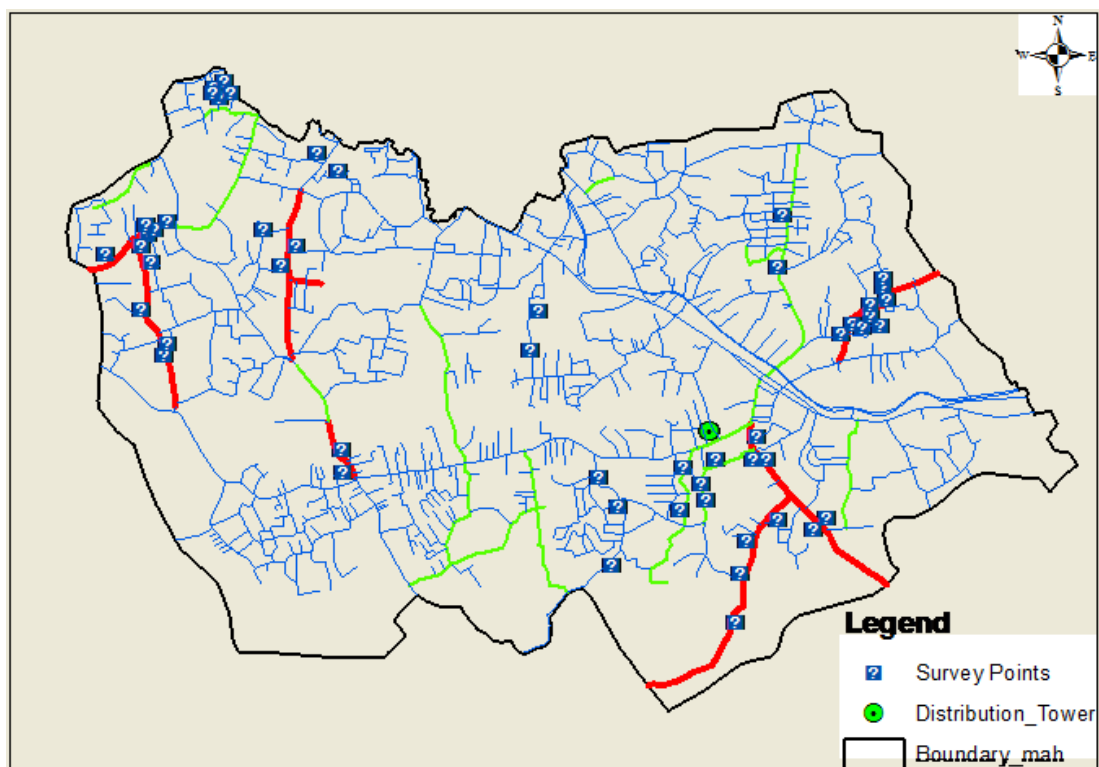 N
W E
S
Legend
Survey Points
Distribution_Tower
Boundary_mah